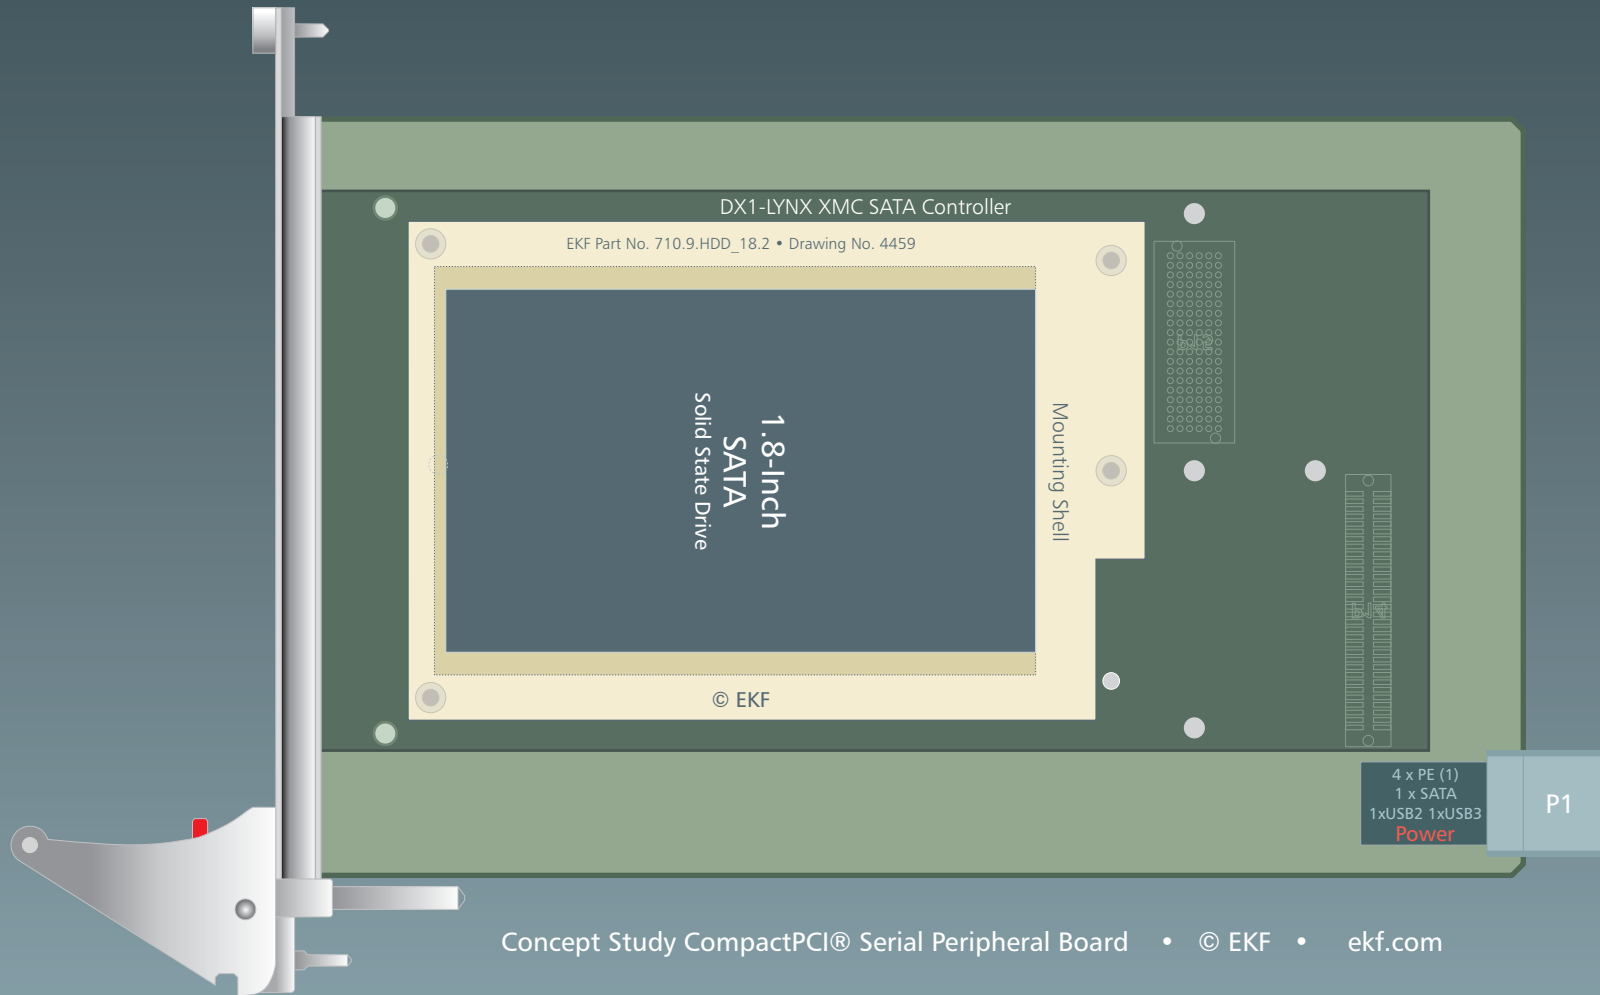 DX1-LYNX XMC SATA Controller
EKF Part No. 710.9.HDD_18.2 • Drawing No. 4459
1.8-Inch
SATA
Solid State Drive
Mounting Shell
© EKF
4 x PE (1)
1 x SATA
1xUSB2 1xUSB3
Power
P1
Concept Study CompactPCI® Serial Peripheral Board • © EKF • ekf.com